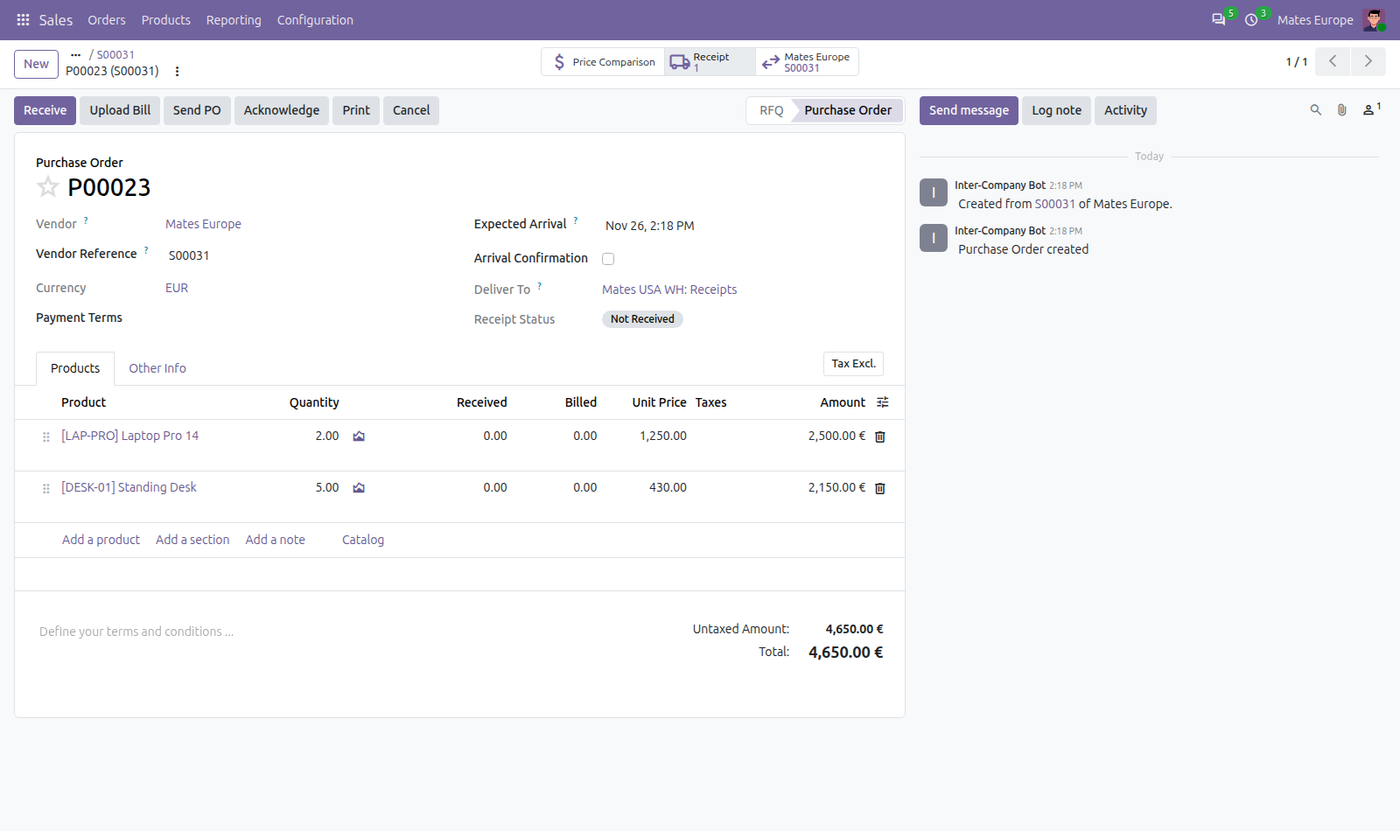 Sales Orders Products Reporting Configuration 5 3 Mates Europe
New ... / S00031
P00023 (S00031)
Price Comparison
Receipt
1
Mates Europe
S00031
1 / 1
Receive Upload Bill Send PO Acknowledge Print Cancel RFQ Purchase Order
Send message Log note Activity 1
Purchase Order
P00023
Vendor ? Mates Europe
Vendor Reference ? S00031
Currency EUR
Payment Terms
Expected Arrival ? Nov 26, 2:18 PM
Arrival Confirmation
Deliver To ? Mates USA WH: Receipts
Receipt Status Not Received
Products Other Info Tax Excl.
Product Quantity Received Billed Unit Price Taxes Amount
[LAP-PRO] Laptop Pro 14 2.00 0.00 0.00 1,250.00 2,500.00 €
[DESK-01] Standing Desk 5.00 0.00 0.00 430.00 2,150.00 €
Add a product Add a section Add a note Catalog
Define your terms and conditions ...
Untaxed Amount: 4,650.00 €
Total: 4,650.00 €
Today
I
Inter-Company Bot 2:18 PM
Created from S00031 of Mates Europe.
I
Inter-Company Bot 2:18 PM
Purchase Order created